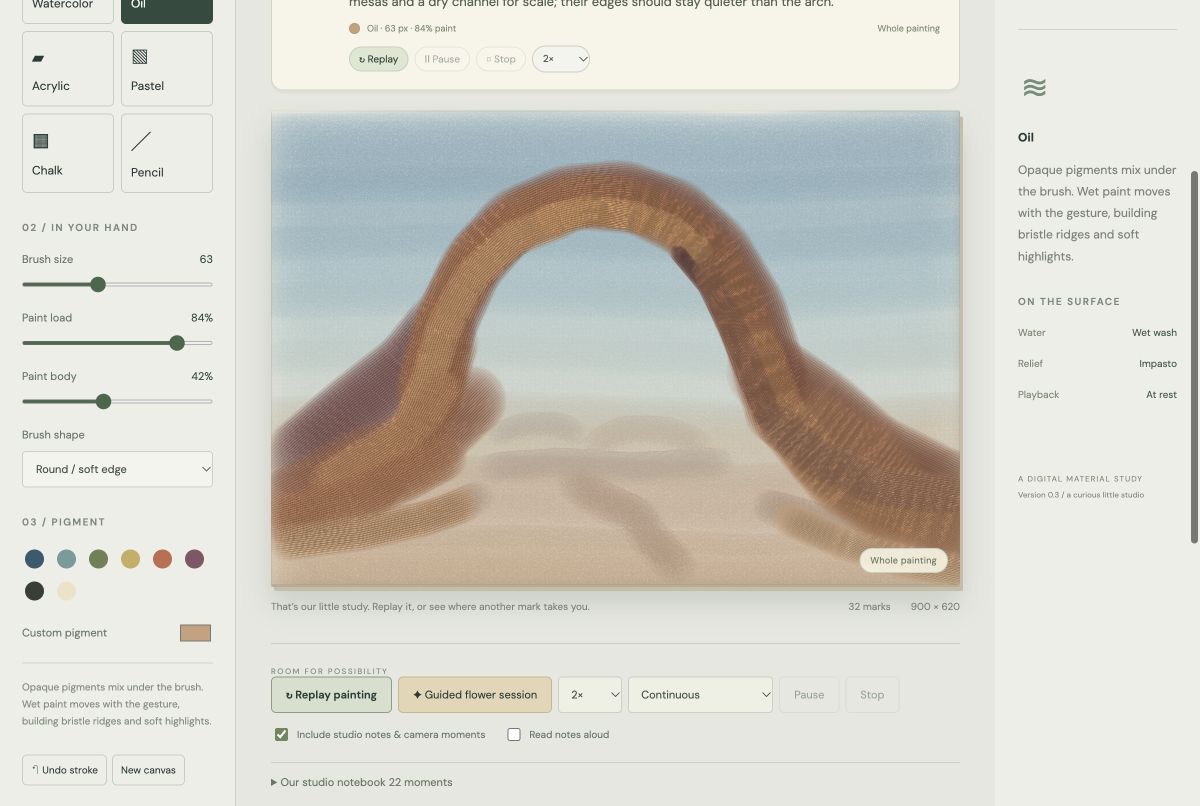 Watercolor
Oil
Acrylic
Pastel
Chalk
Pencil
02 / IN YOUR HAND
Brush size 63
Paint load 84%
Paint body 42%
Brush shape
Round / soft edge
03 / PIGMENT
Custom pigment
Opaque pigments mix under the brush.
Wet paint moves with the gesture,
building bristle ridges and soft highlights.
Undo stroke
New canvas
mesas and a dry channel for scale; their edges should stay quieter than the arch.
Oil · 63 px · 84% paint
Whole painting
↻ Replay
II Pause
▫ Stop
2×
Whole painting
That's our little study. Replay it, or see where another mark takes you.
32 marks
900 × 620
ROOM FOR POSSIBILITY
↻ Replay painting
✦ Guided flower session
2×
Continuous
Pause
Stop
Include studio notes & camera moments
Read notes aloud
Our studio notebook 22 moments
Oil
Opaque pigments mix under
the brush. Wet paint moves
with the gesture, building
bristle ridges and soft
highlights.
ON THE SURFACE
Water Wet wash
Relief Impasto
Playback At rest
A DIGITAL MATERIAL STUDY
Version 0.3 / a curious little studio